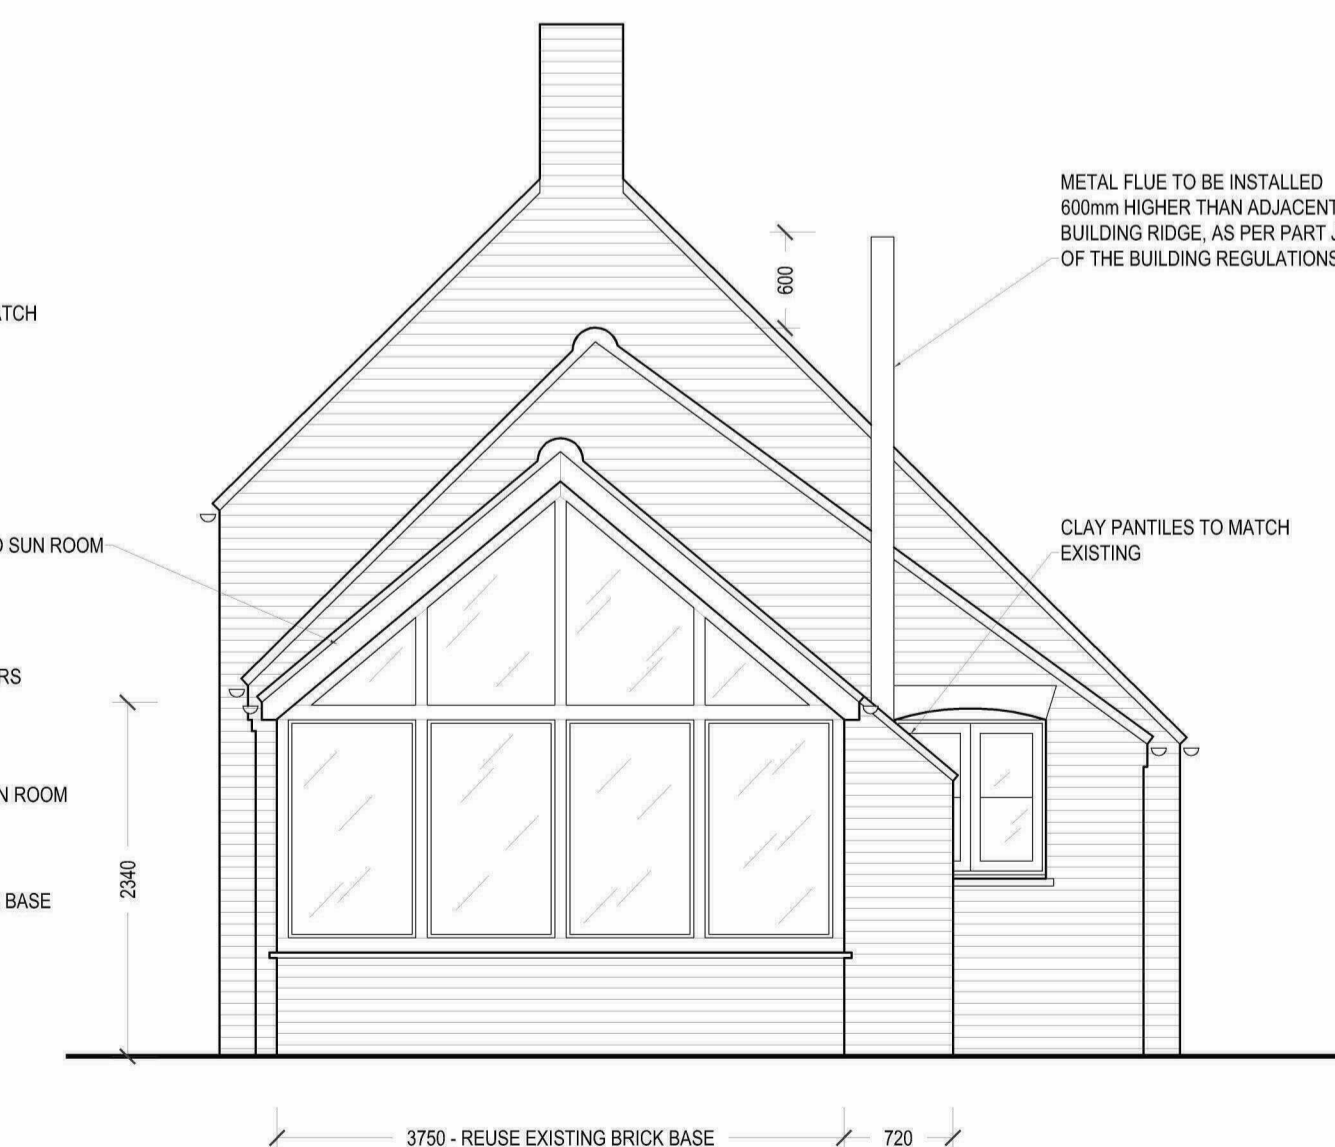 METAL FLUE TO BE INSTALLED
600mm HIGHER THAN ADJACENT
BUILDING RIDGE, AS PER PART J
OF THE BUILDING REGULATIONS
600
ATCH
CLAY PANTILES TO MATCH
EXISTING
SUN ROOM
RS
ROOM
2340
BASE
3750 - REUSE EXISTING BRICK BASE
720